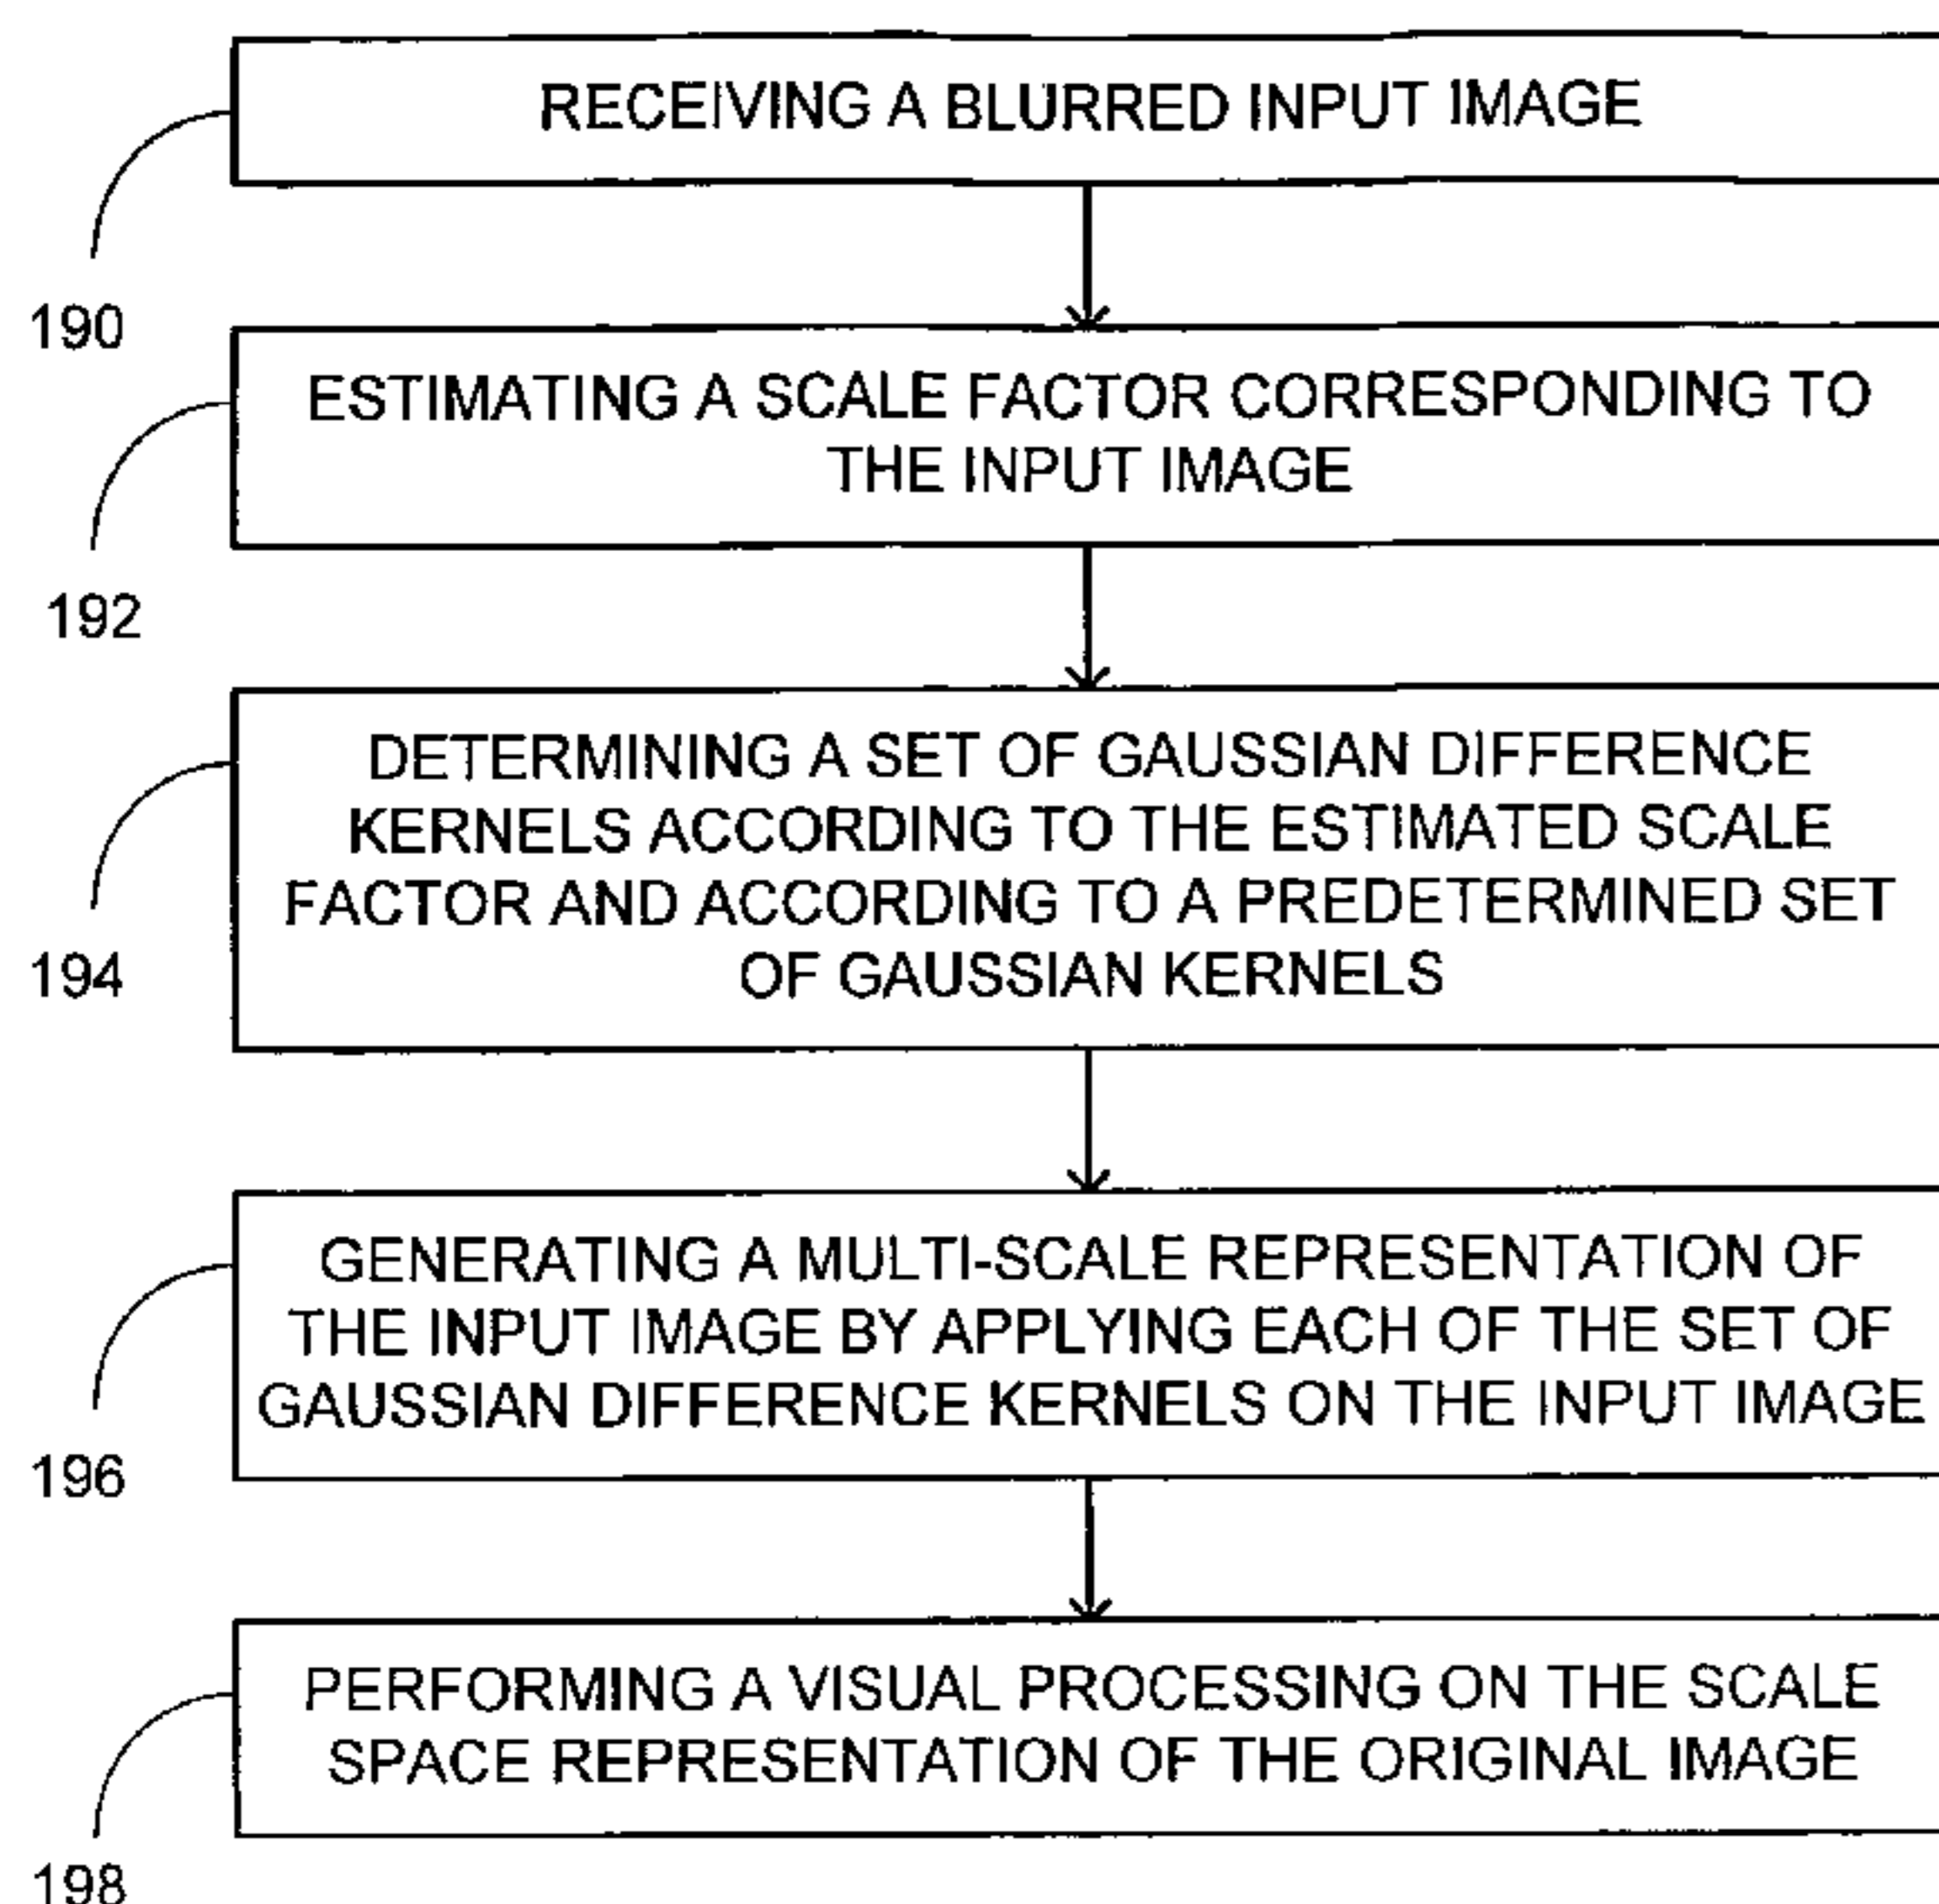 RECEIVING A BLURRED INPUT IMAGE
190
ESTIMATING A SCALE FACTOR CORRESPONDING TO
THE INPUT IMAGE
192
DETERMINING A SET OF GAUSSIAN DIFFERENCE
KERNELS ACCORDING TO THE ESTIMATED SCALE
FACTOR AND ACCORDING TO A PREDETERMINED SET
OF GAUSSIAN KERNELS
194
GENERATING A MULTI-SCALE REPRESENTATION OF
THE INPUT IMAGE BY APPLYING EACH OF THE SET OF
GAUSSIAN DIFFERENCE KERNELS ON THE INPUT IMAGE
196
PERFORMING A VISUAL PROCESSING ON THE SCALE
SPACE REPRESENTATION OF THE ORIGINAL IMAGE
198